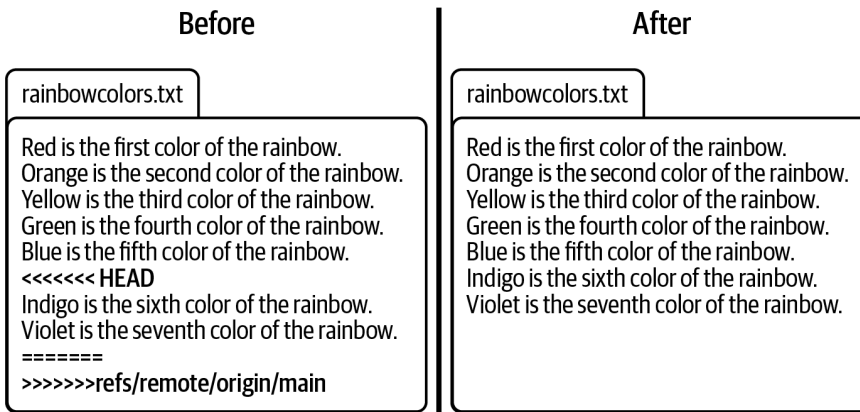 Before
rainbowcolors.txt
Red is the first color of the rainbow.
Orange is the second color of the rainbow.
Yellow is the third color of the rainbow.
Green is the fourth color of the rainbow.
Blue is the fifth color of the rainbow.
<<<<<<< HEAD
Indigo is the sixth color of the rainbow.
Violet is the seventh color of the rainbow.
=======
>>>>>>>refs/remote/origin/main
After
rainbowcolors.txt
Red is the first color of the rainbow.
Orange is the second color of the rainbow.
Yellow is the third color of the rainbow.
Green is the fourth color of the rainbow.
Blue is the fifth color of the rainbow.
Indigo is the sixth color of the rainbow.
Violet is the seventh color of the rainbow.